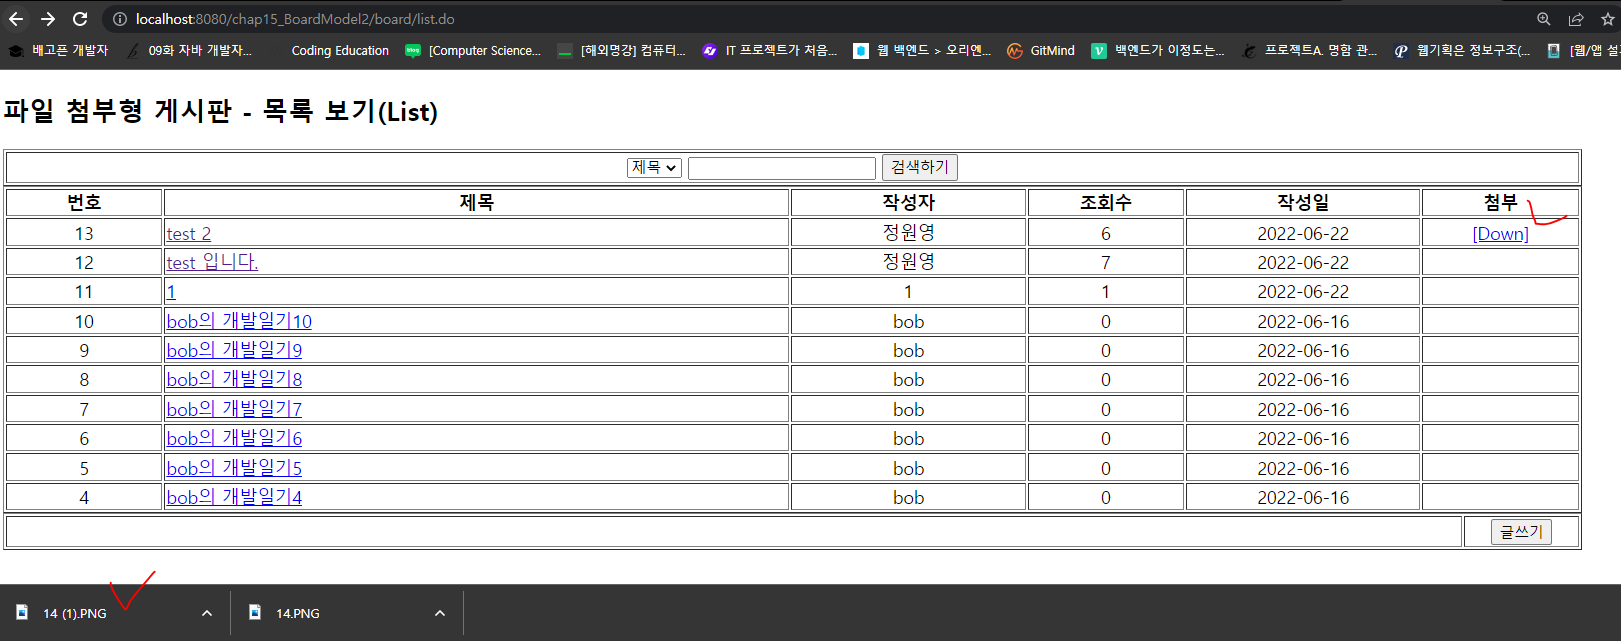 localhost:8080/chap15_BoardModel2/board/list.do
배고픈 개발자 09화 자바 개발자... Coding Education blog [Computer Science... [해외명강] 컴퓨터... IT 프로젝트가 처음... 웹 백엔드 > 오리엔... GitMind 백엔드가 이정도는... 프로젝트A. 명함 관... 웹기획은 정보구조(... [웹/앱 설
파일 첨부형 게시판 - 목록 보기(List)
제목 검색하기
번호 제목 작성자 조회수 작성일 첨부
13 test 2 정원영 6 2022-06-22 [Down]
12 test 입니다. 정원영 7 2022-06-22
11 1 1 1 2022-06-22
10 bob의 개발일기10 bob 0 2022-06-16
9 bob의 개발일기9 bob 0 2022-06-16
8 bob의 개발일기8 bob 0 2022-06-16
7 bob의 개발일기7 bob 0 2022-06-16
6 bob의 개발일기6 bob 0 2022-06-16
5 bob의 개발일기5 bob 0 2022-06-16
4 bob의 개발일기4 bob 0 2022-06-16
글쓰기
14 (1).PNG 14.PNG